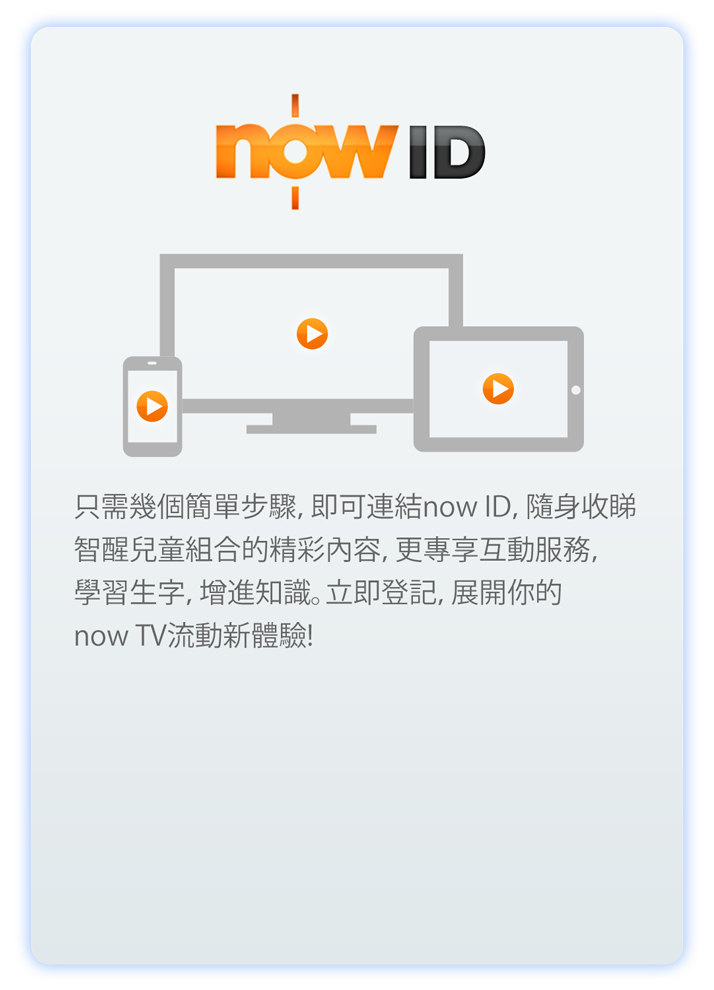 now ID
只需幾個簡單步驟, 即可連結now ID, 隨身收睇
智醒兒童組合的精彩內容, 更專享互動服務,
學習生字, 增進知識。立即登記, 展開你的
now TV流動新體驗!